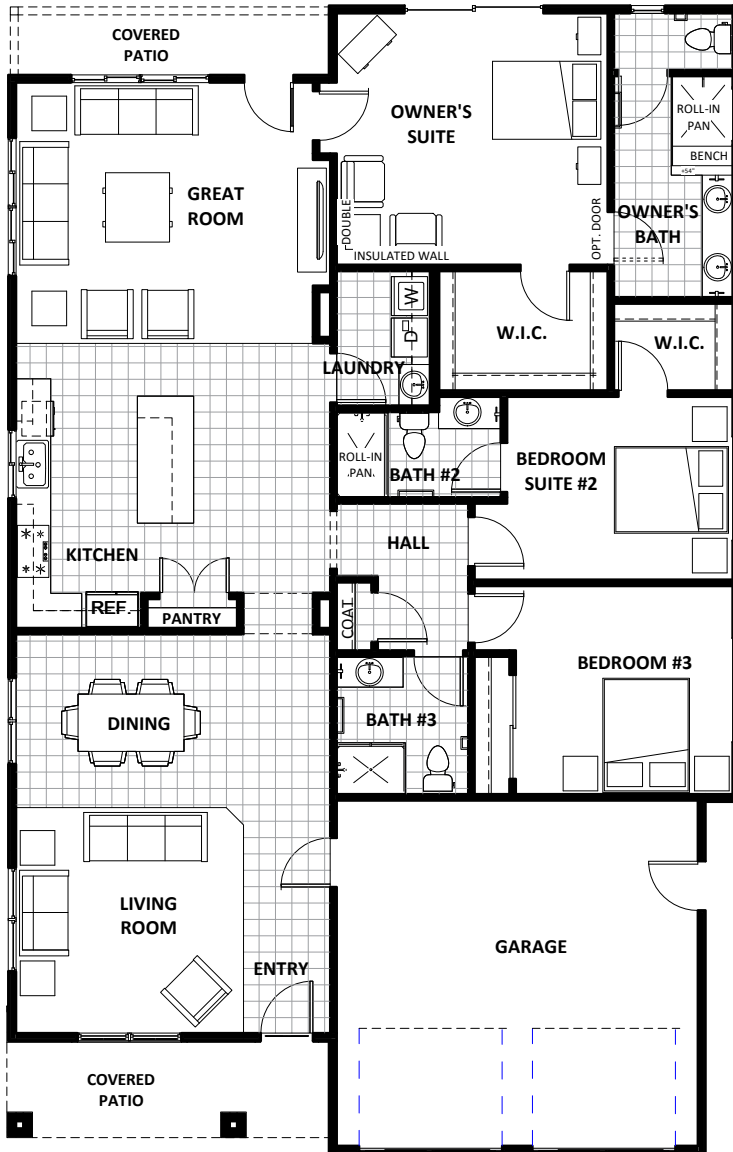 COVERED
PATIO
OWNER'S
SUITE
ROLL-IN
PAN
BENCH
+54"
GREAT
ROOM
DOUBLE
INSULATED WALL
OPT. DOOR
OWNER'S
BATH
W
D
LAUNDRY
W.I.C.
W.I.C.
ROLL-IN
PAN
BATH #2
BEDROOM
SUITE #2
KITCHEN
HALL
REF.
PANTRY
COAT
BEDROOM #3
DINING
BATH #3
LIVING
ROOM
GARAGE
ENTRY
COVERED
PATIO